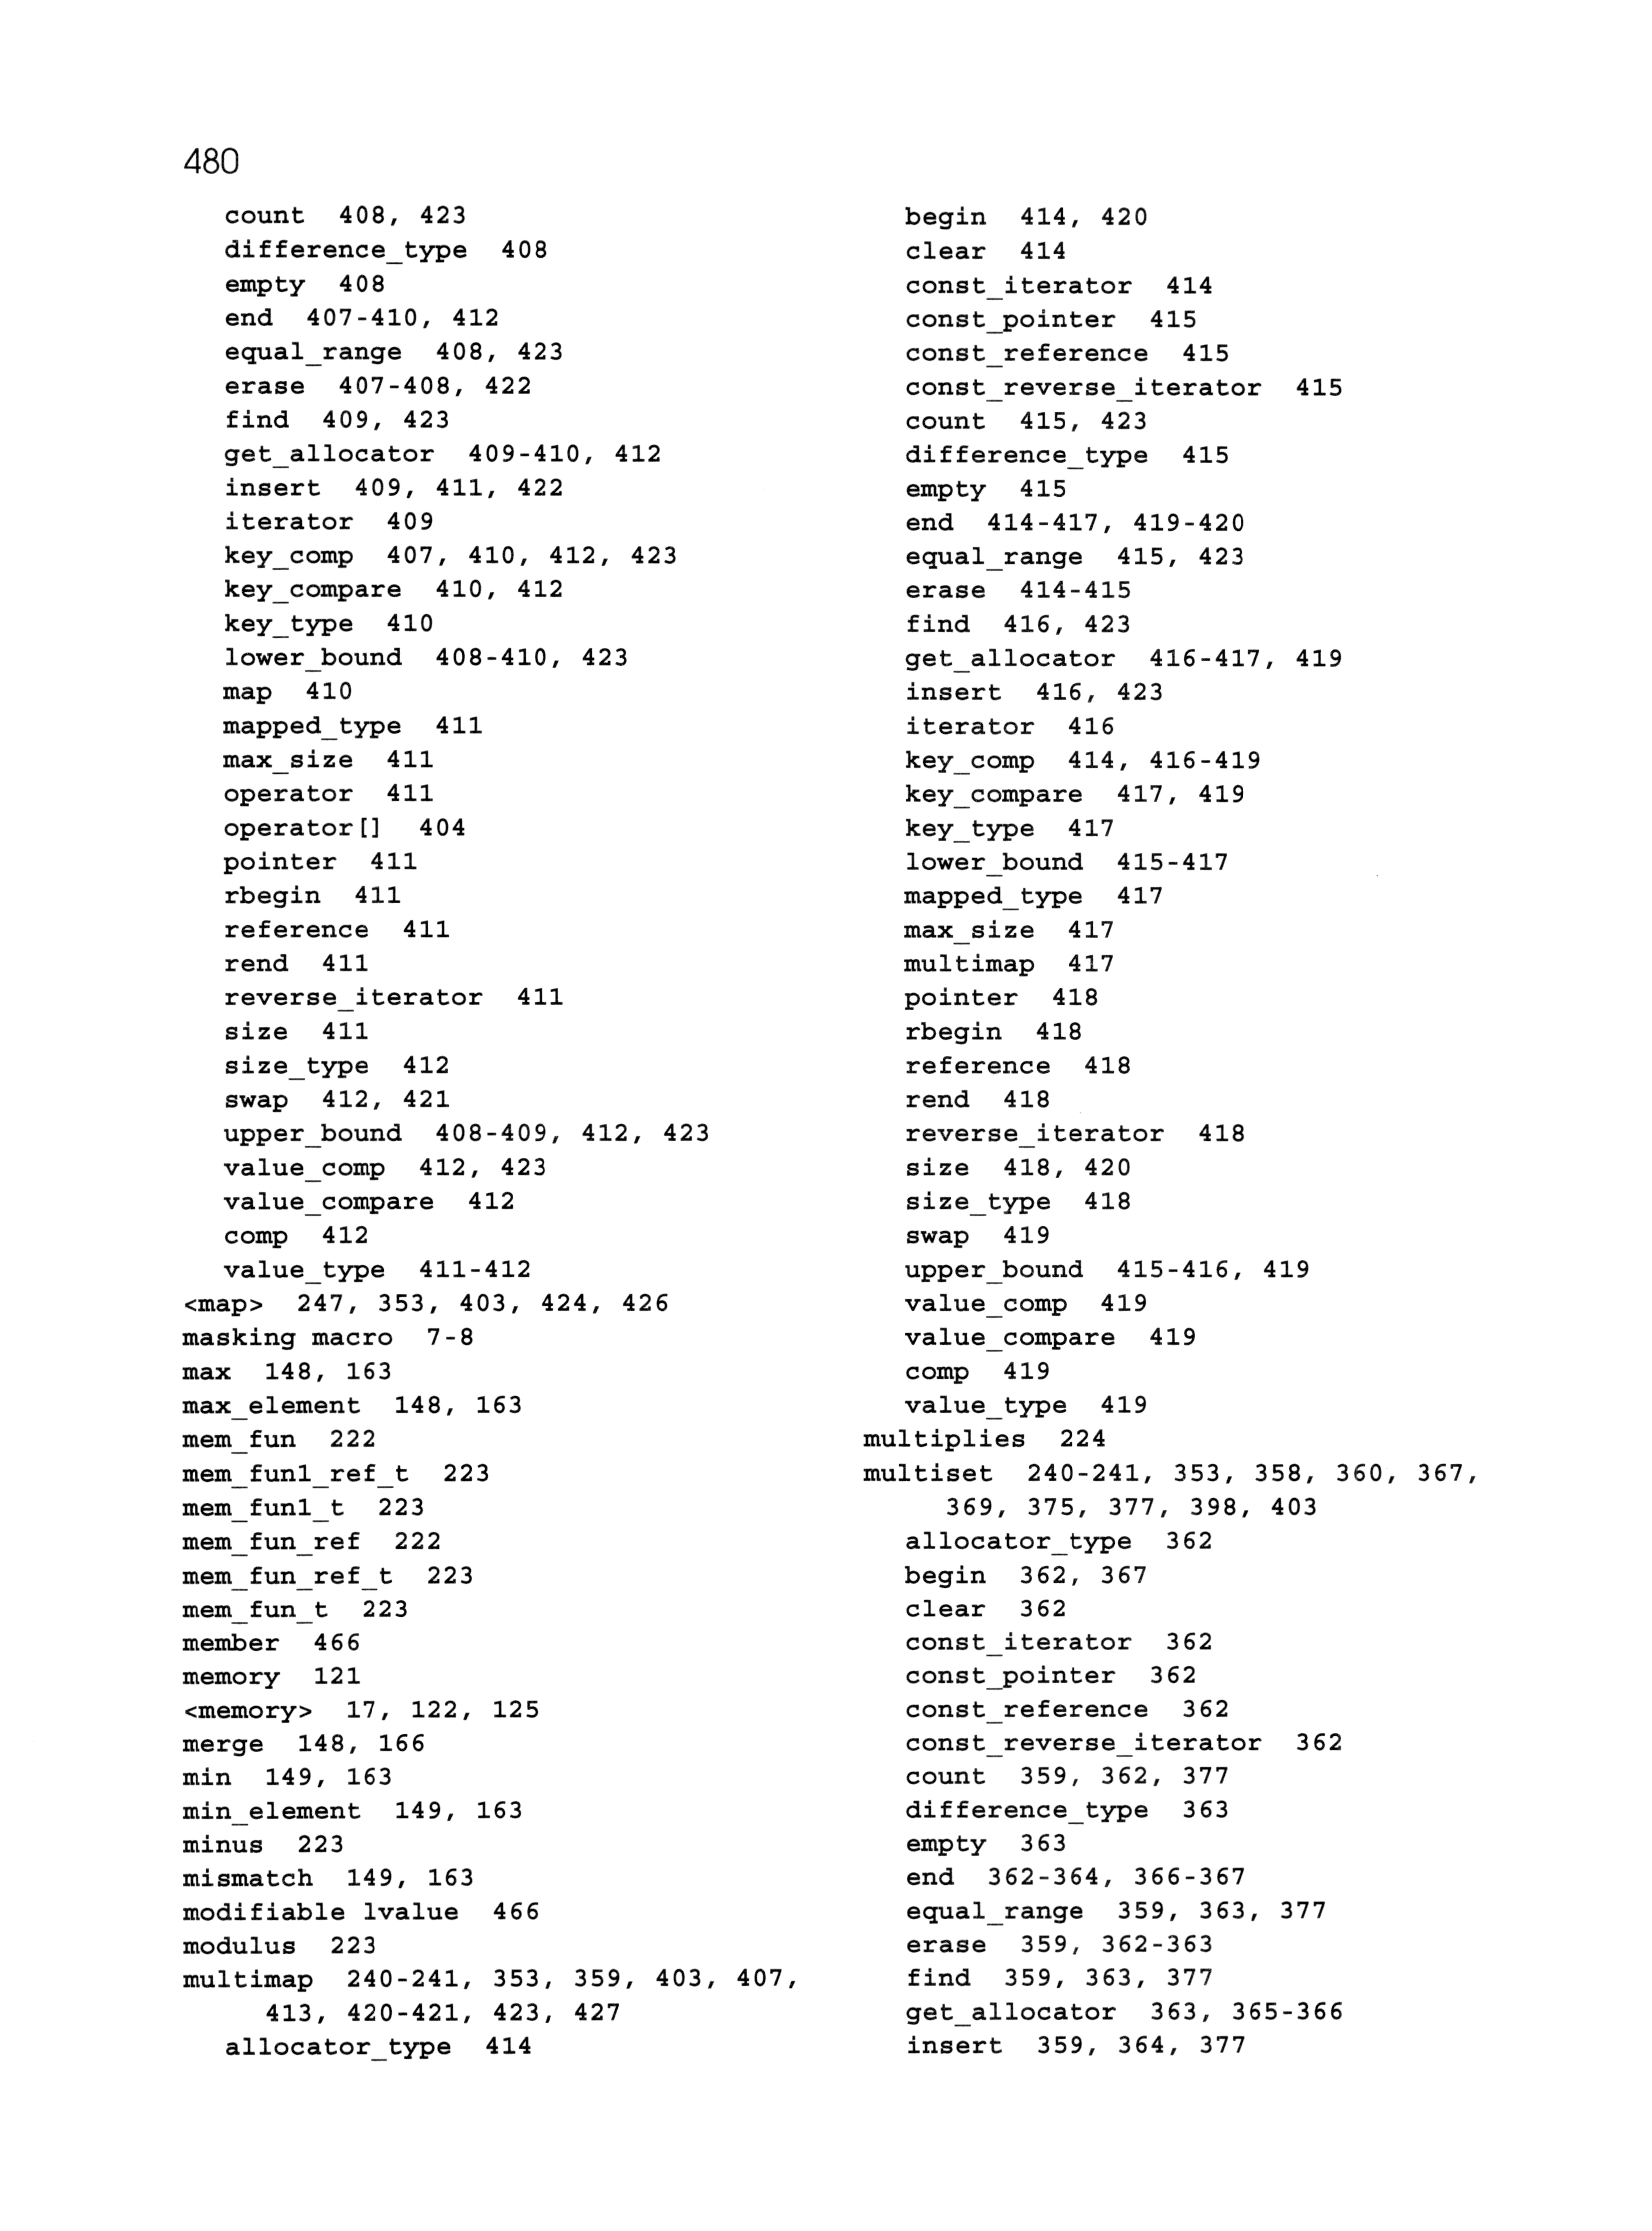 480
count 408, 423
difference_type 408
empty 408
end 407-410, 412
equal_range 408, 423
erase 407-408, 422
find 409, 423
get_allocator 409-410, 412
insert 409, 411, 422
iterator 409
key_comp 407, 410, 412, 423
key_compare 410, 412
key_type 410
lower_bound 408-410, 423
map 410
mapped_type 411
max_size 411
operator 411
operator[] 404
pointer 411
rbegin 411
reference 411
rend 411
reverse_iterator 411
size 411
size_type 412
swap 412, 421
upper_bound 408-409, 412, 423
value_comp 412, 423
value_compare 412
comp 412
value_type 411-412
<map> 247, 353, 403, 424, 426
masking macro 7-8
max 148, 163
max_element 148, 163
mem_fun 222
mem_fun1_ref_t 223
mem_fun1_t 223
mem_fun_ref 222
mem_fun_ref_t 223
mem_fun_t 223
member 466
memory 121
<memory> 17, 122, 125
merge 148, 166
min 149, 163
min_element 149, 163
minus 223
mismatch 149, 163
modifiable lvalue 466
modulus 223
multimap 240-241, 353, 359, 403, 407,
413, 420-421, 423, 427
allocator_type 414
begin 414, 420
clear 414
const_iterator 414
const_pointer 415
const_reference 415
const_reverse_iterator 415
count 415, 423
difference_type 415
empty 415
end 414-417, 419-420
equal_range 415, 423
erase 414-415
find 416, 423
get_allocator 416-417, 419
insert 416, 423
iterator 416
key_comp 414, 416-419
key_compare 417, 419
key_type 417
lower_bound 415-417
mapped_type 417
max_size 417
multimap 417
pointer 418
rbegin 418
reference 418
rend 418
reverse_iterator 418
size 418, 420
size_type 418
swap 419
upper_bound 415-416, 419
value_comp 419
value_compare 419
comp 419
value_type 419
multiplies 224
multiset 240-241, 353, 358, 360, 367,
369, 375, 377, 398, 403
allocator_type 362
begin 362, 367
clear 362
const_iterator 362
const_pointer 362
const_reference 362
const_reverse_iterator 362
count 359, 362, 377
difference_type 363
empty 363
end 362-364, 366-367
equal_range 359, 363, 377
erase 359, 362-363
find 359, 363, 377
get_allocator 363, 365-366
insert 359, 364, 377